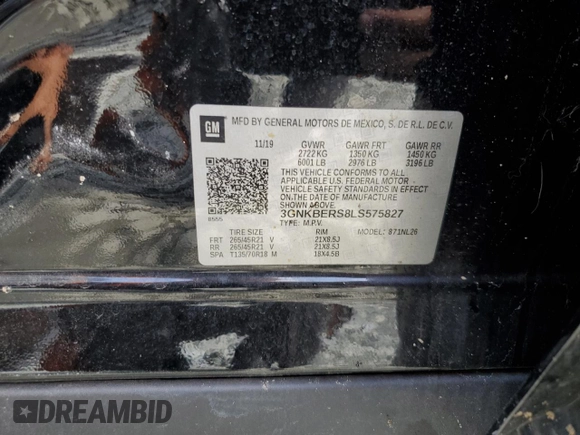 GM
MFD BY GENERAL MOTORS DE MEXICO, S. DE R.L. DE C.V.
11/19 GVWR GAWR FRT GAWR RR
2722 KG 1350 KG 1450 KG
6001 LB 2976 LB 3196 LB
THIS VEHICLE CONFORMS TO ALL
APPLICABLE U.S. FEDERAL MOTOR
VEHICLE SAFETY STANDARDS IN EFFECT
ON THE DATE OF MANUFACTURE
SHOWN ABOVE.
3GNKBERS8LS575827
TYPE: M.P.V. MODEL: 871NL26
TIRE SIZE RIM
FRT 265/45R21 V 21X8.5J
RR 265/45R21 V 21X8.5J
SPA T135/70R18 M 18X4.5B
DREAMBID